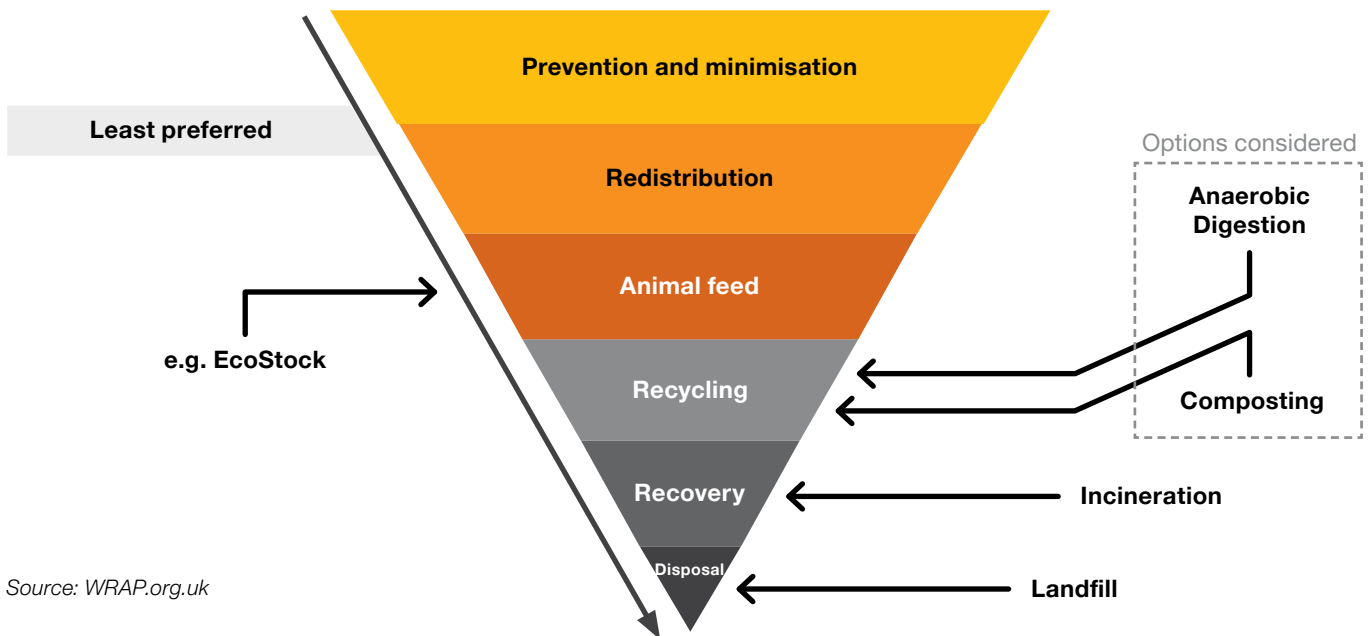 Prevention and minimisation
Least preferred
Redistribution
Options considered
Anaerobic
Digestion
Animal feed
e.g. EcoStock
Recycling
Composting
Recovery
Incineration
Disposal
Landfill
Source: WRAP.org.uk